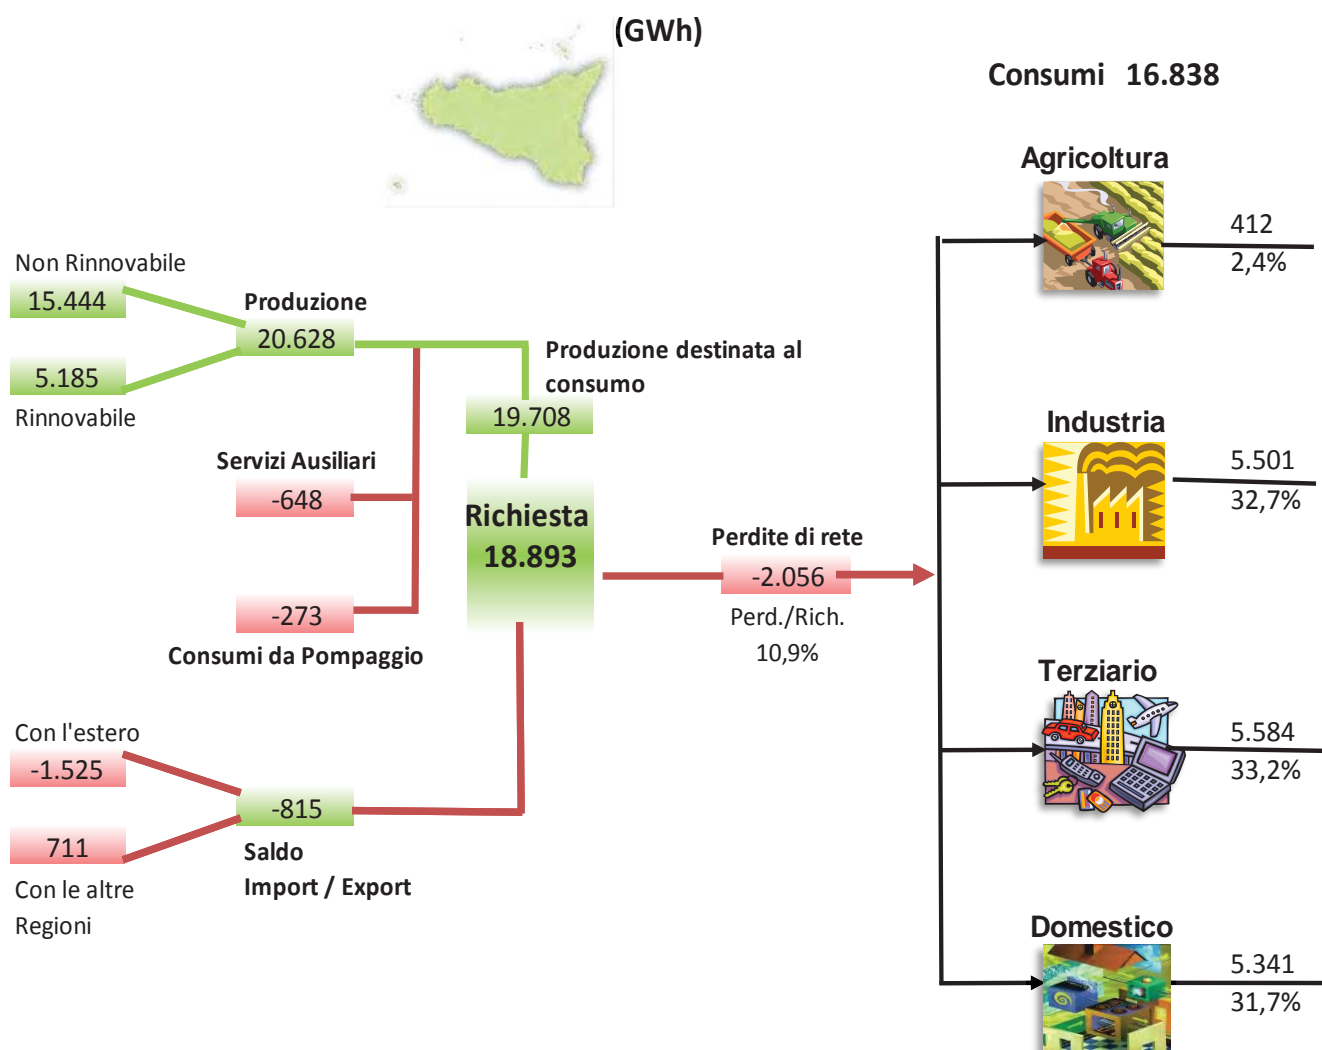 (GWh)
Consumi 16.838
Non Rinnovabile
15.444
5.185
Rinnovabile
Produzione
20.628
Produzione destinata al
consumo
19.708
Servizi Ausiliari
-648
-273
Consumi da Pompaggio
Richiesta
18.893
Con l'estero
-1.525
711
Con le altre
Regioni
-815
Saldo
Import / Export
Perdite di rete
-2.056
Perd./Rich.
10,9%
Agricoltura
412
2,4%
Industria
5.501
32,7%
Terziario
5.584
33,2%
Domestico
5.341
31,7%